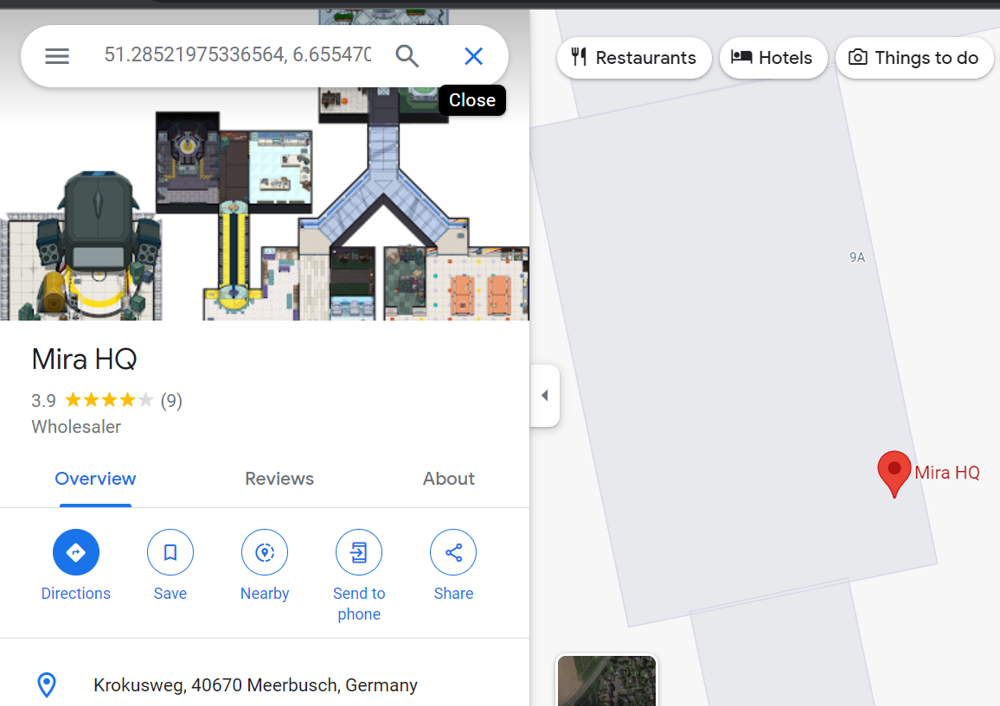 51.28521975336564, 6.655470
Close
Restaurants
Hotels
Things to do
Mira HQ
3.9 (9)
Wholesaler
Overview
Reviews
About
Directions
Save
Nearby
Send to
phone
Share
Krokusweg, 40670 Meerbusch, Germany
9A
Mira HQ